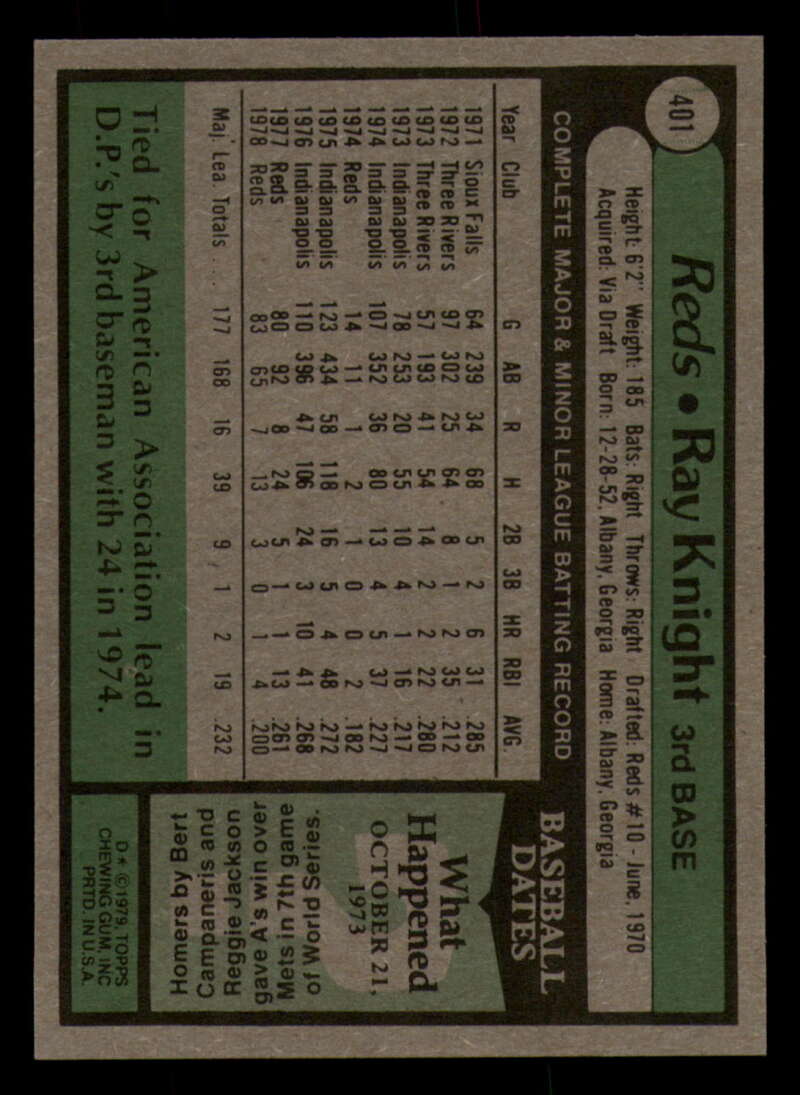 401
Reds • Ray Knight 3rd BASE
Height: 6'2" Weight: 185 Bats: Right Throws: Right Drafted: Reds #10 - June, 1970
Acquired: Via Draft Born: 12-28-52, Albany, Georgia Home: Albany, Georgia
COMPLETE MAJOR & MINOR LEAGUE BATTING RECORD
Year Club G AB R H 2B 3B HR RBI AVG.
1971 Sioux Falls 64 239 34 68 5 2 6 31 .285
1972 Three Rivers 97 302 25 64 8 1 2 35 .212
1973 Three Rivers 57 193 41 54 14 2 2 22 .280
1973 Indianapolis 78 253 20 55 10 4 1 16 .217
1974 Indianapolis 107 352 36 80 13 4 5 37 .227
1974 Reds 14 11 1 2 1 0 0 2 .182
1975 Indianapolis 123 434 58 118 16 5 4 48 .272
1976 Indianapolis 110 396 47 106 24 3 10 41 .268
1977 Reds 80 92 8 24 5 1 1 13 .261
1978 Reds 83 65 7 13 3 0 1 4 .200
Maj. Lea Totals .... 177 168 16 39 9 1 2 19 .232
Tied for American Association lead in
D.P.'s by 3rd baseman with 24 in 1974.
BASEBALL
DATES
What
Happened
OCTOBER 21,
1973
Homers by Bert
Campaneris and
Reggie Jackson
gave A's win over
Mets in 7th game
of World Series.
D* © 1979, TOPPS
CHEWING GUM, INC
PRTD. IN U.S.A.